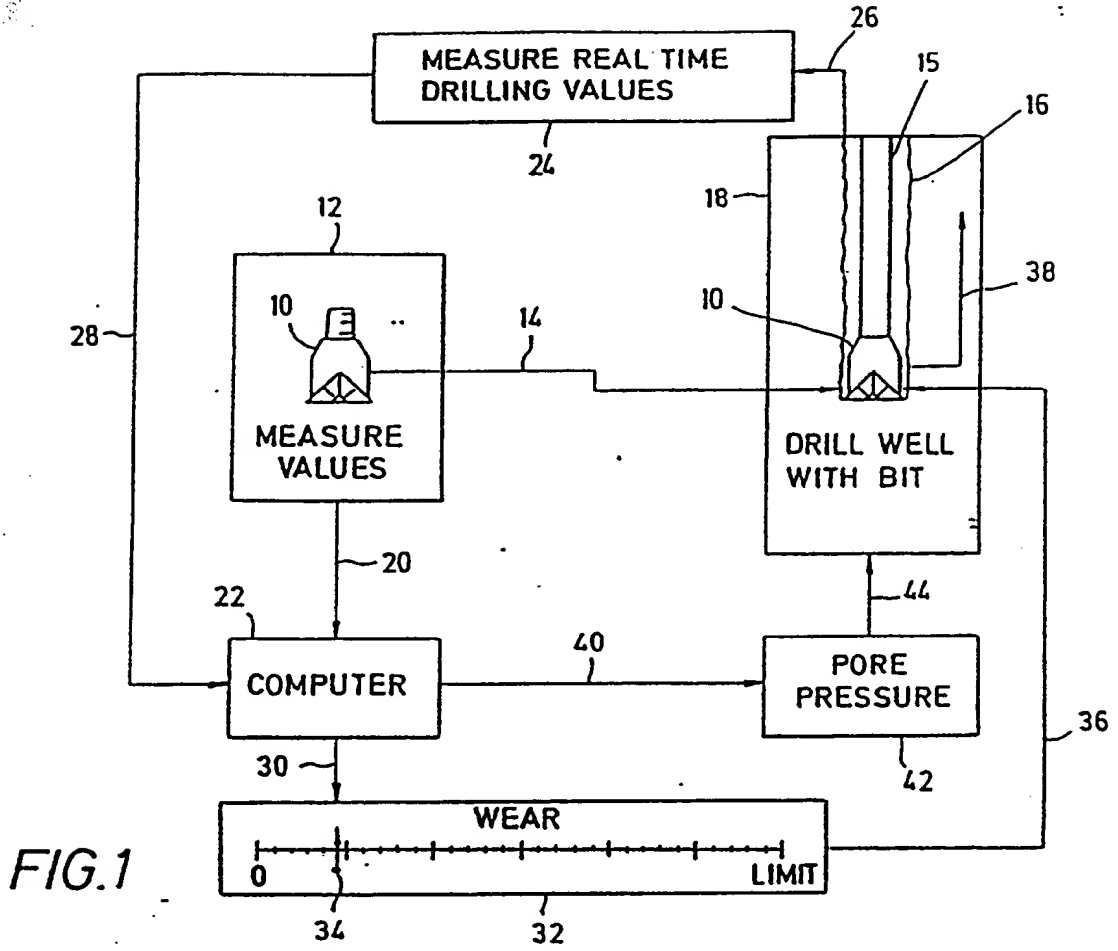 26
MEASURE REAL TIME
DRILLING VALUES
15
16
24
18
12
10
38
28
14
10
MEASURE
VALUES
DRILL WELL
WITH BIT
20
44
22
40
COMPUTER
PORE
PRESSURE
36
30
42
WEAR
FIG.1
0
LIMIT
34
32